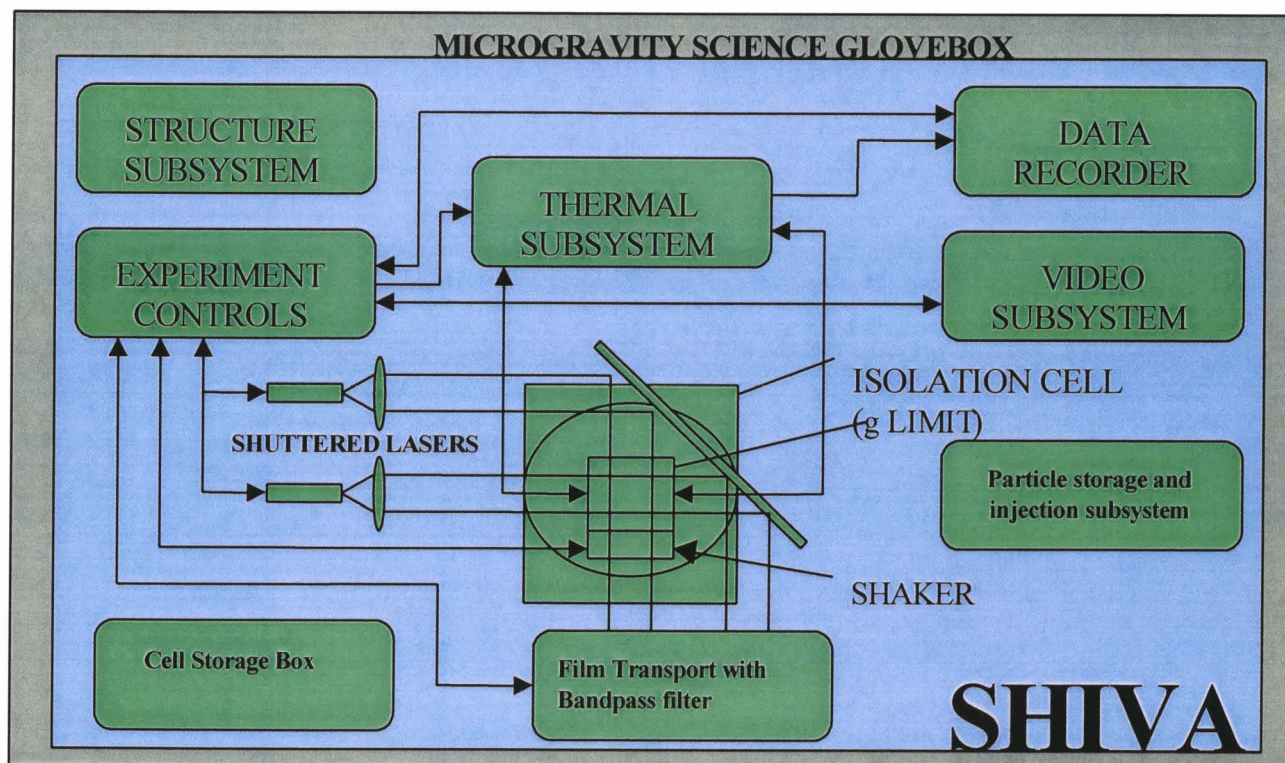 MICROGRAVITY SCIENCE GLOVEBOX
STRUCTURE
SUBSYSTEM
DATA
RECORDER
THERMAL
SUBSYSTEM
EXPERIMENT
CONTROLS
VIDEO
SUBSYSTEM
ISOLATION CELL
(g LIMIT)
SHUTTERED LASERS
Particle storage and
injection subsystem
SHAKER
Cell Storage Box
Film Transport with
Bandpass filter
SHIVA